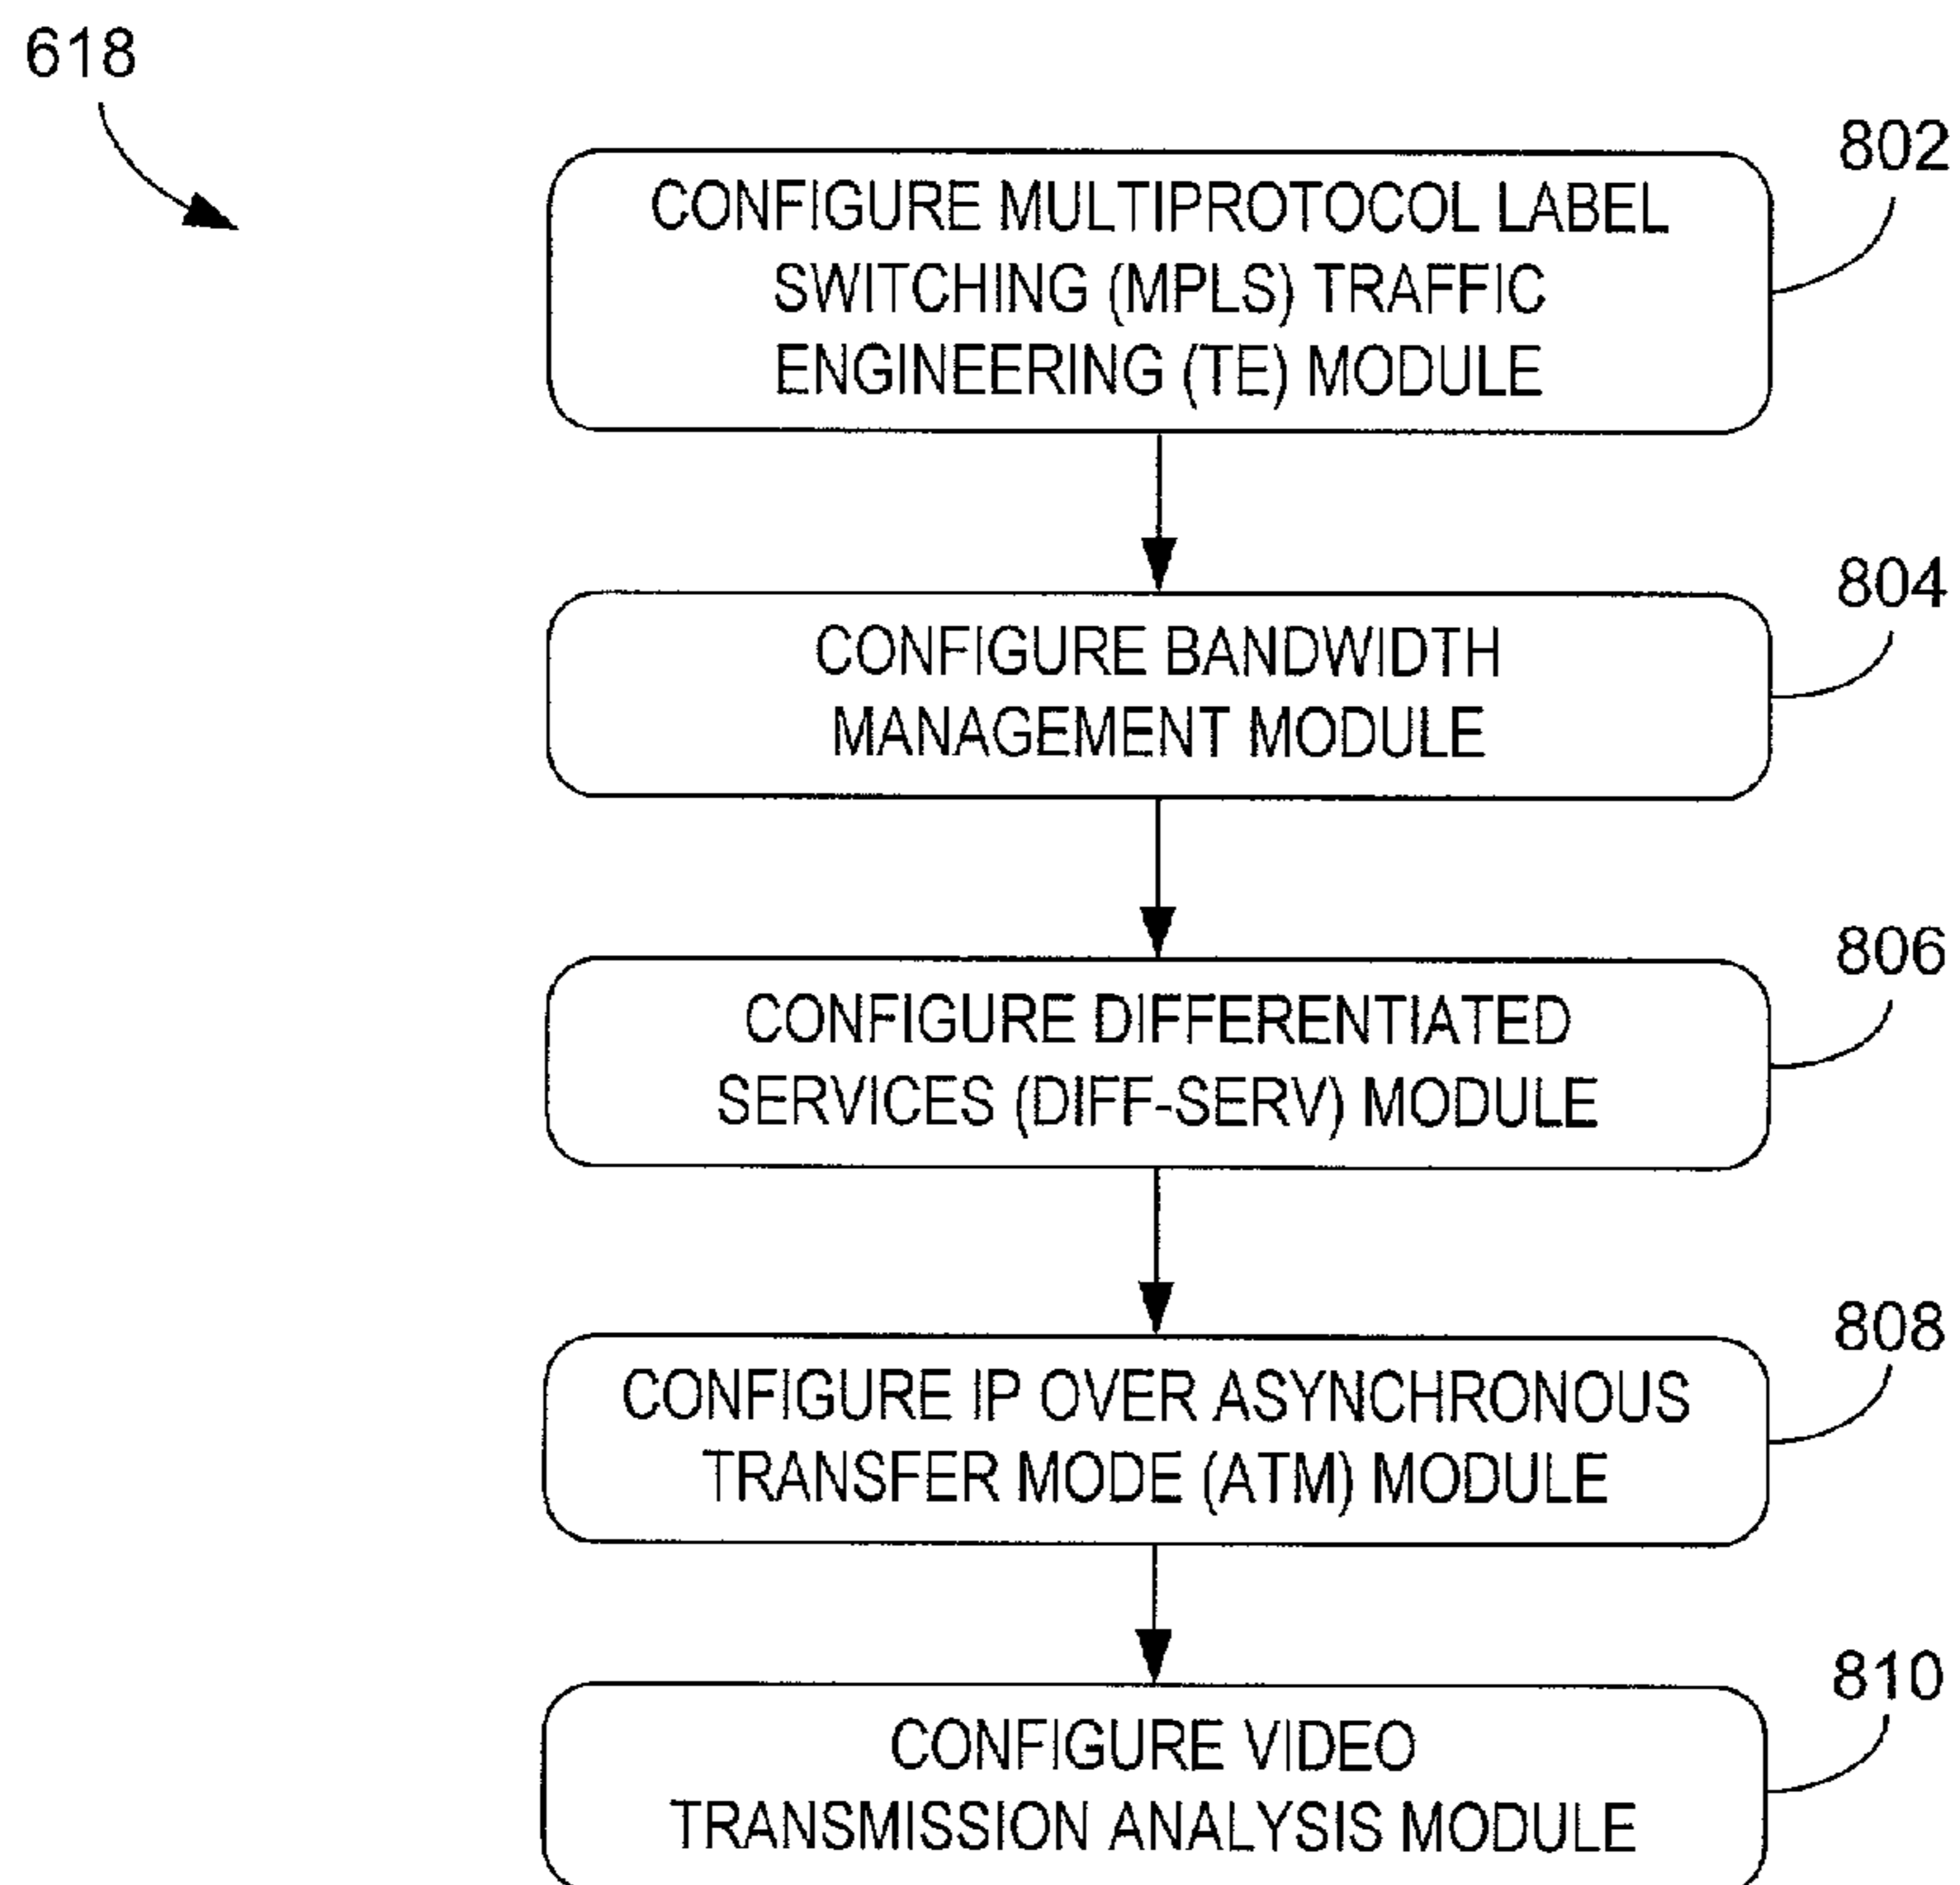 618
802
CONFIGURE MULTIPROTOCOL LABEL
SWITCHING (MPLS) TRAFFIC
ENGINEERING (TE) MODULE
804
CONFIGURE BANDWIDTH
MANAGEMENT MODULE
806
CONFIGURE DIFFERENTIATED
SERVICES (DIFF-SERV) MODULE
808
CONFIGURE IP OVER ASYNCHRONOUS
TRANSFER MODE (ATM) MODULE
810
CONFIGURE VIDEO
TRANSMISSION ANALYSIS MODULE